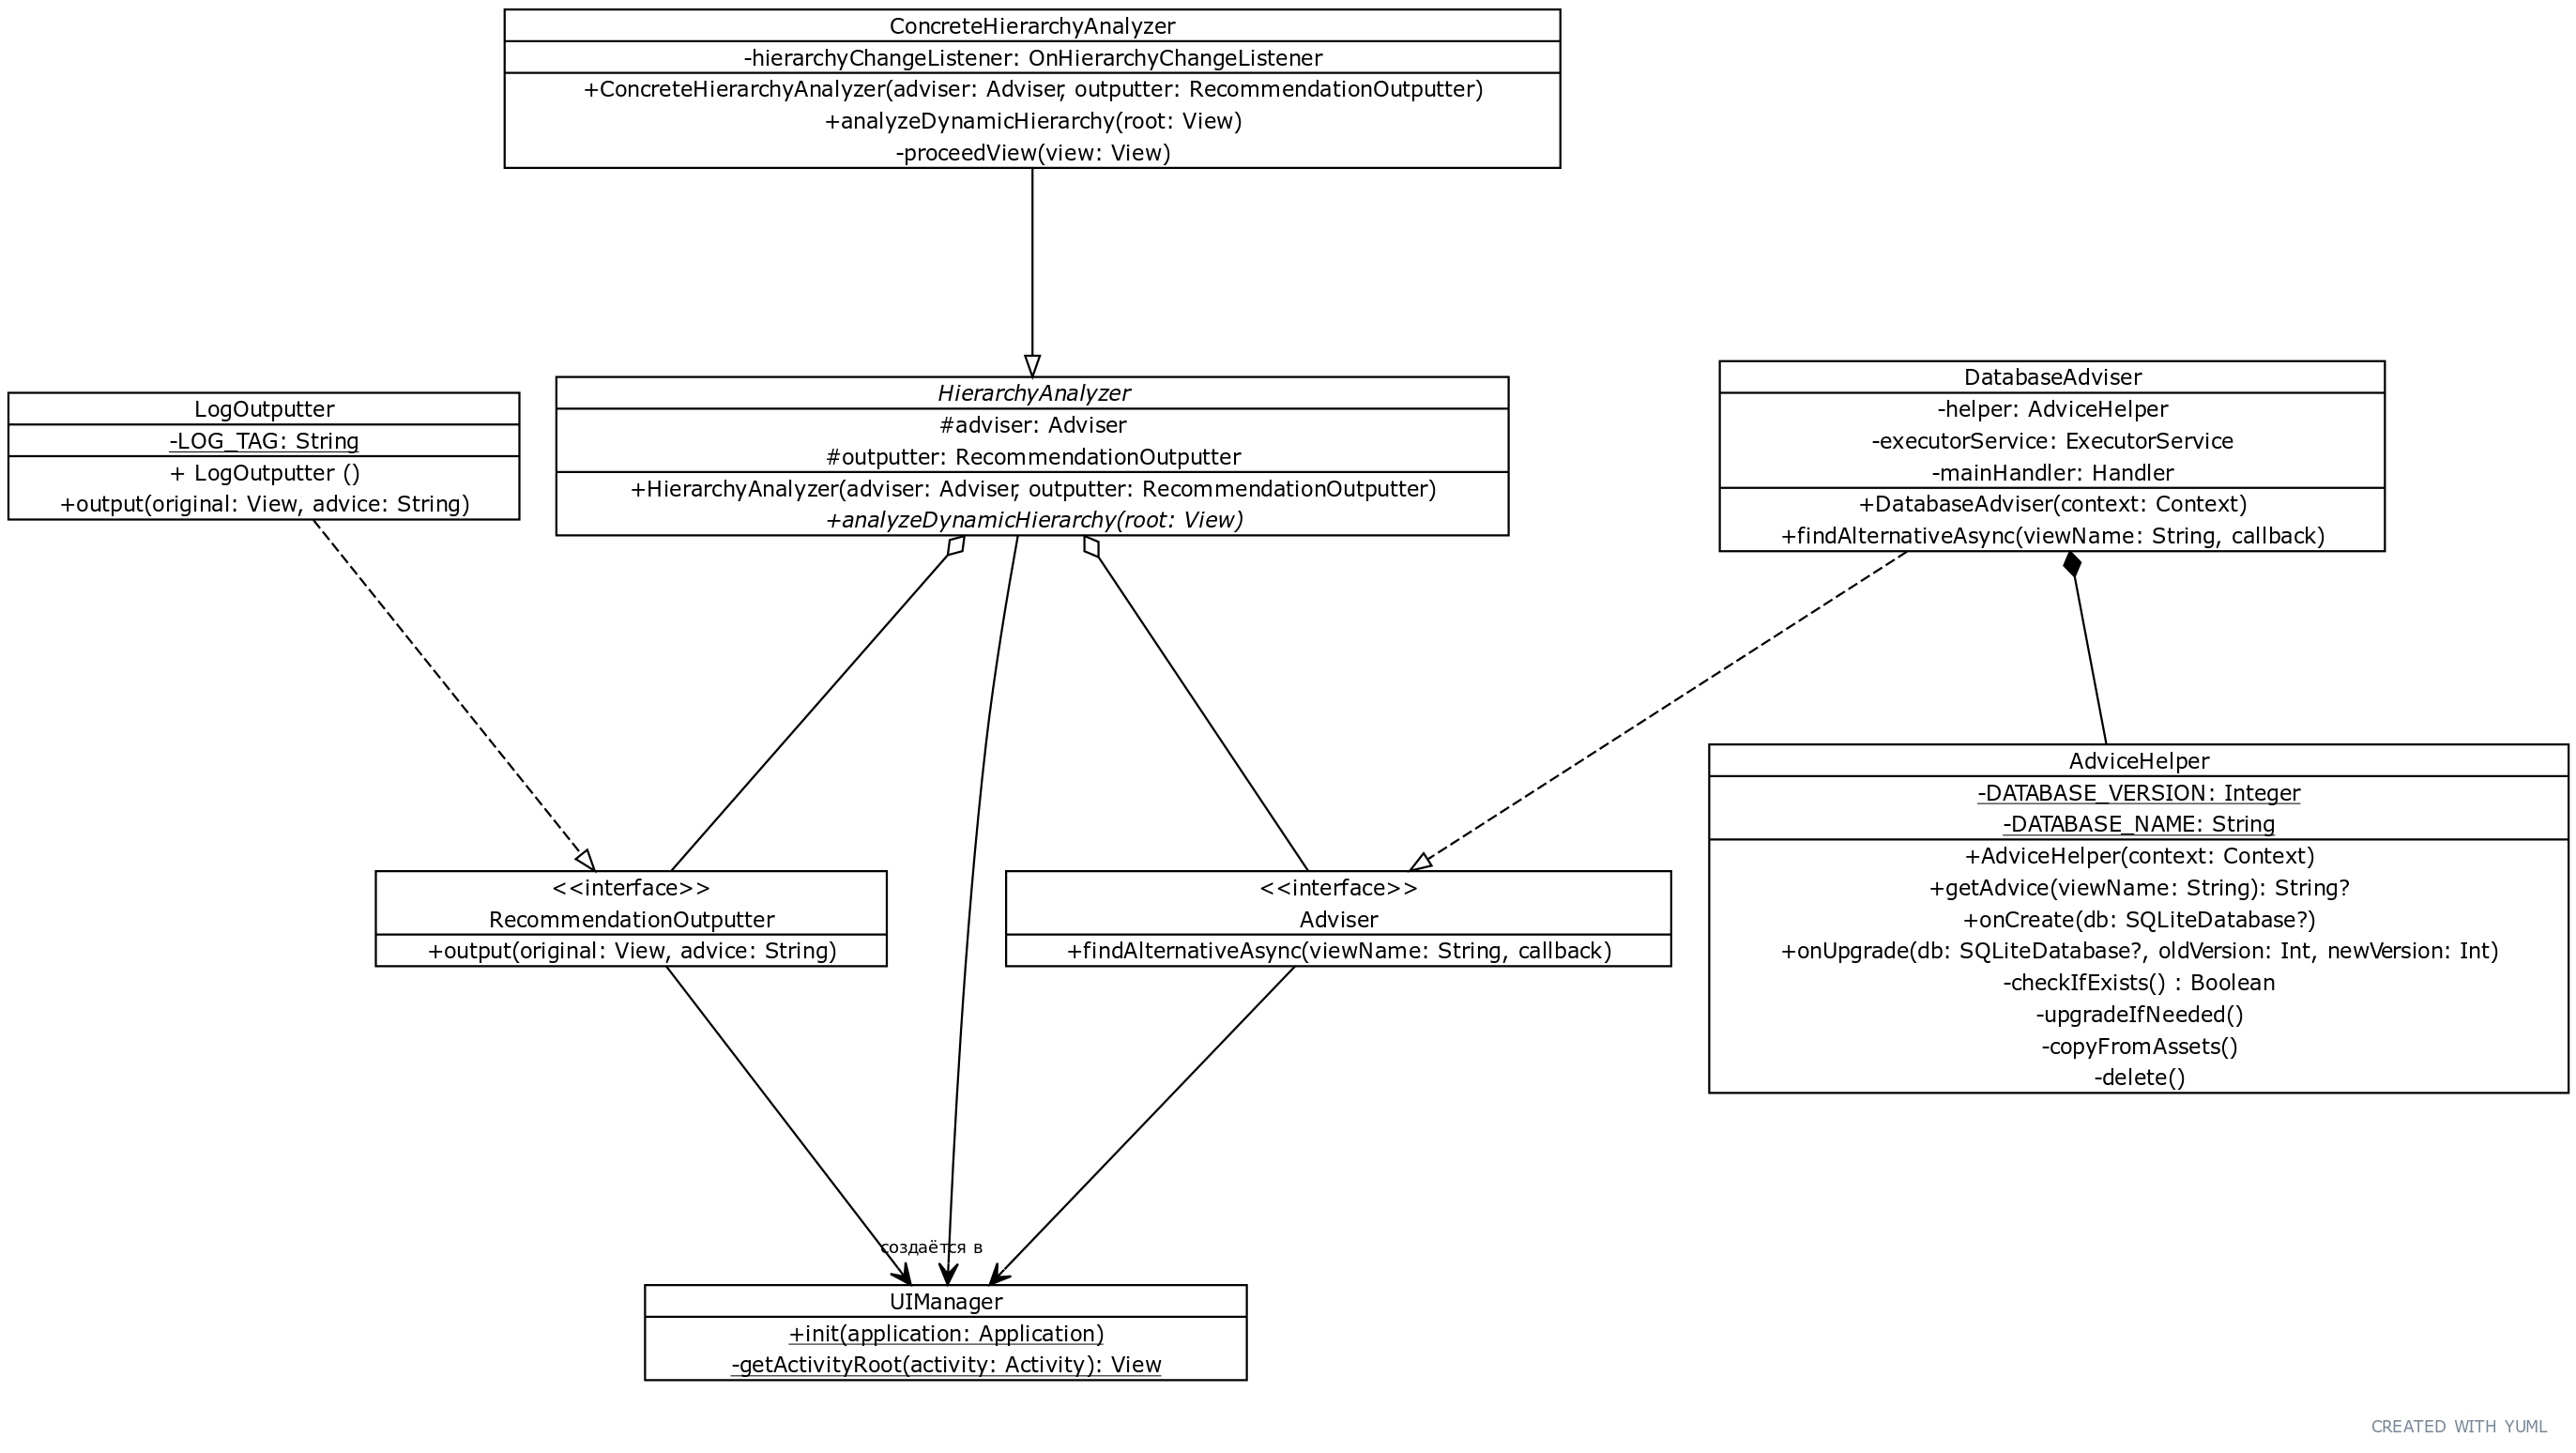 ConcreteHierarchyAnalyzer
-hierarchyChangeListener: OnHierarchyChangeListener
+ConcreteHierarchyAnalyzer(adviser: Adviser, outputter: RecommendationOutputter)
+analyzeDynamicHierarchy(root: View)
-proceedView(view: View)
LogOutputter
-LOG_TAG: String
+ LogOutputter ()
+output(original: View, advice: String)
HierarchyAnalyzer
#adviser: Adviser
#outputter: RecommendationOutputter
+HierarchyAnalyzer(adviser: Adviser, outputter: RecommendationOutputter)
+analyzeDynamicHierarchy(root: View)
DatabaseAdviser
-helper: AdviceHelper
-executorService: ExecutorService
-mainHandler: Handler
+DatabaseAdviser(context: Context)
+findAlternativeAsync(viewName: String, callback)
<<interface>>
RecommendationOutputter
+output(original: View, advice: String)
<<interface>>
Adviser
+findAlternativeAsync(viewName: String, callback)
AdviceHelper
-DATABASE_VERSION: Integer
-DATABASE_NAME: String
+AdviceHelper(context: Context)
+getAdvice(viewName: String): String?
+onCreate(db: SQLiteDatabase?)
+onUpgrade(db: SQLiteDatabase?, oldVersion: Int, newVersion: Int)
-checkIfExists() : Boolean
-upgradeIfNeeded()
-copyFromAssets()
-delete()
создаётся в
UIManager
+init(application: Application)
-getActivityRoot(activity: Activity): View
CREATED WITH YUML